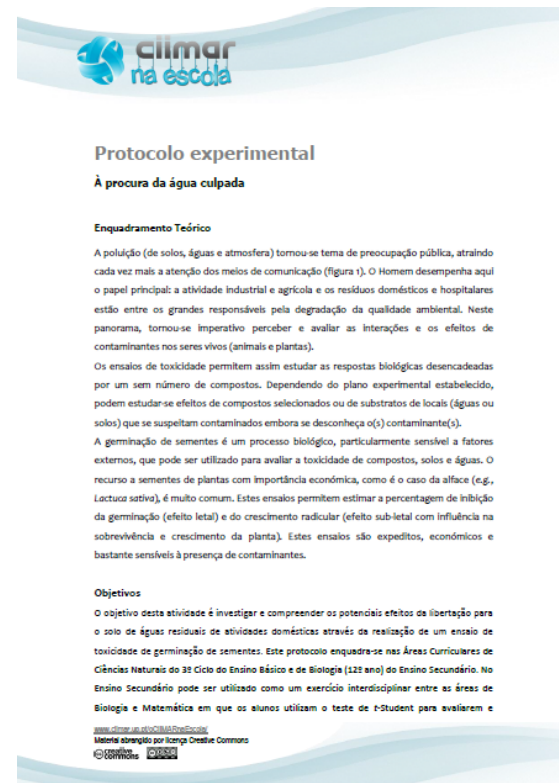 ciimar
na escola
Protocolo experimental
À procura da água culpada
Enquadramento Teórico
A poluição (de solos, águas e atmosfera) tornou-se tema de preocupação pública, atraindo
cada vez mais a atenção dos meios de comunicação (figura 1). O Homem desempenha aqui
o papel principal: a atividade industrial e agrícola e os resíduos domésticos e hospitalares
estão entre os grandes responsáveis pela degradação da qualidade ambiental. Neste
panorama, tornou-se imperativo perceber e avaliar as interações e os efeitos de
contaminantes nos seres vivos (animais e plantas).
Os ensaios de toxicidade permitem assim estudar as respostas biológicas desencadeadas
por um sem número de compostos. Dependendo do plano experimental estabelecido,
podem estudar-se efeitos de compostos selecionados ou de substratos de locais (águas ou
solos) que se suspeitam contaminados embora se desconheça o(s) contaminante(s).
A germinação de sementes é um processo biológico, particularmente sensível a fatores
externos, que pode ser utilizado para avaliar a toxicidade de compostos, solos e águas. O
recurso a sementes de plantas com importância económica, como é o caso da alface (e.g.,
Lactuca sativa), é muito comum. Estes ensaios permitem estimar a percentagem de inibição
da germinação (efeito letal) e do crescimento radicular (efeito sub-letal com influência na
sobrevivência e crescimento da planta). Estes ensaios são expeditos, económicos e
bastante sensíveis à presença de contaminantes.
Objetivos
O objetivo desta atividade é investigar e compreender os potenciais efeitos da libertação para
o solo de águas residuais de atividades domésticas através da realização de um ensaio de
toxicidade de germinação de sementes. Este protocolo enquadra-se nas Áreas Curriculares de
Ciências Naturais do 3º Ciclo do Ensino Básico e de Biologia (12º ano) do Ensino Secundário. No
Ensino Secundário pode ser utilizado como um exercício interdisciplinar entre as áreas de
Biologia e Matemática em que os alunos utilizam o teste de t-Student para avaliarem e
www.ciimar.up.pt/oCIIMARnaEscola/
Material abrangido por licença Creative Commons
creative commons